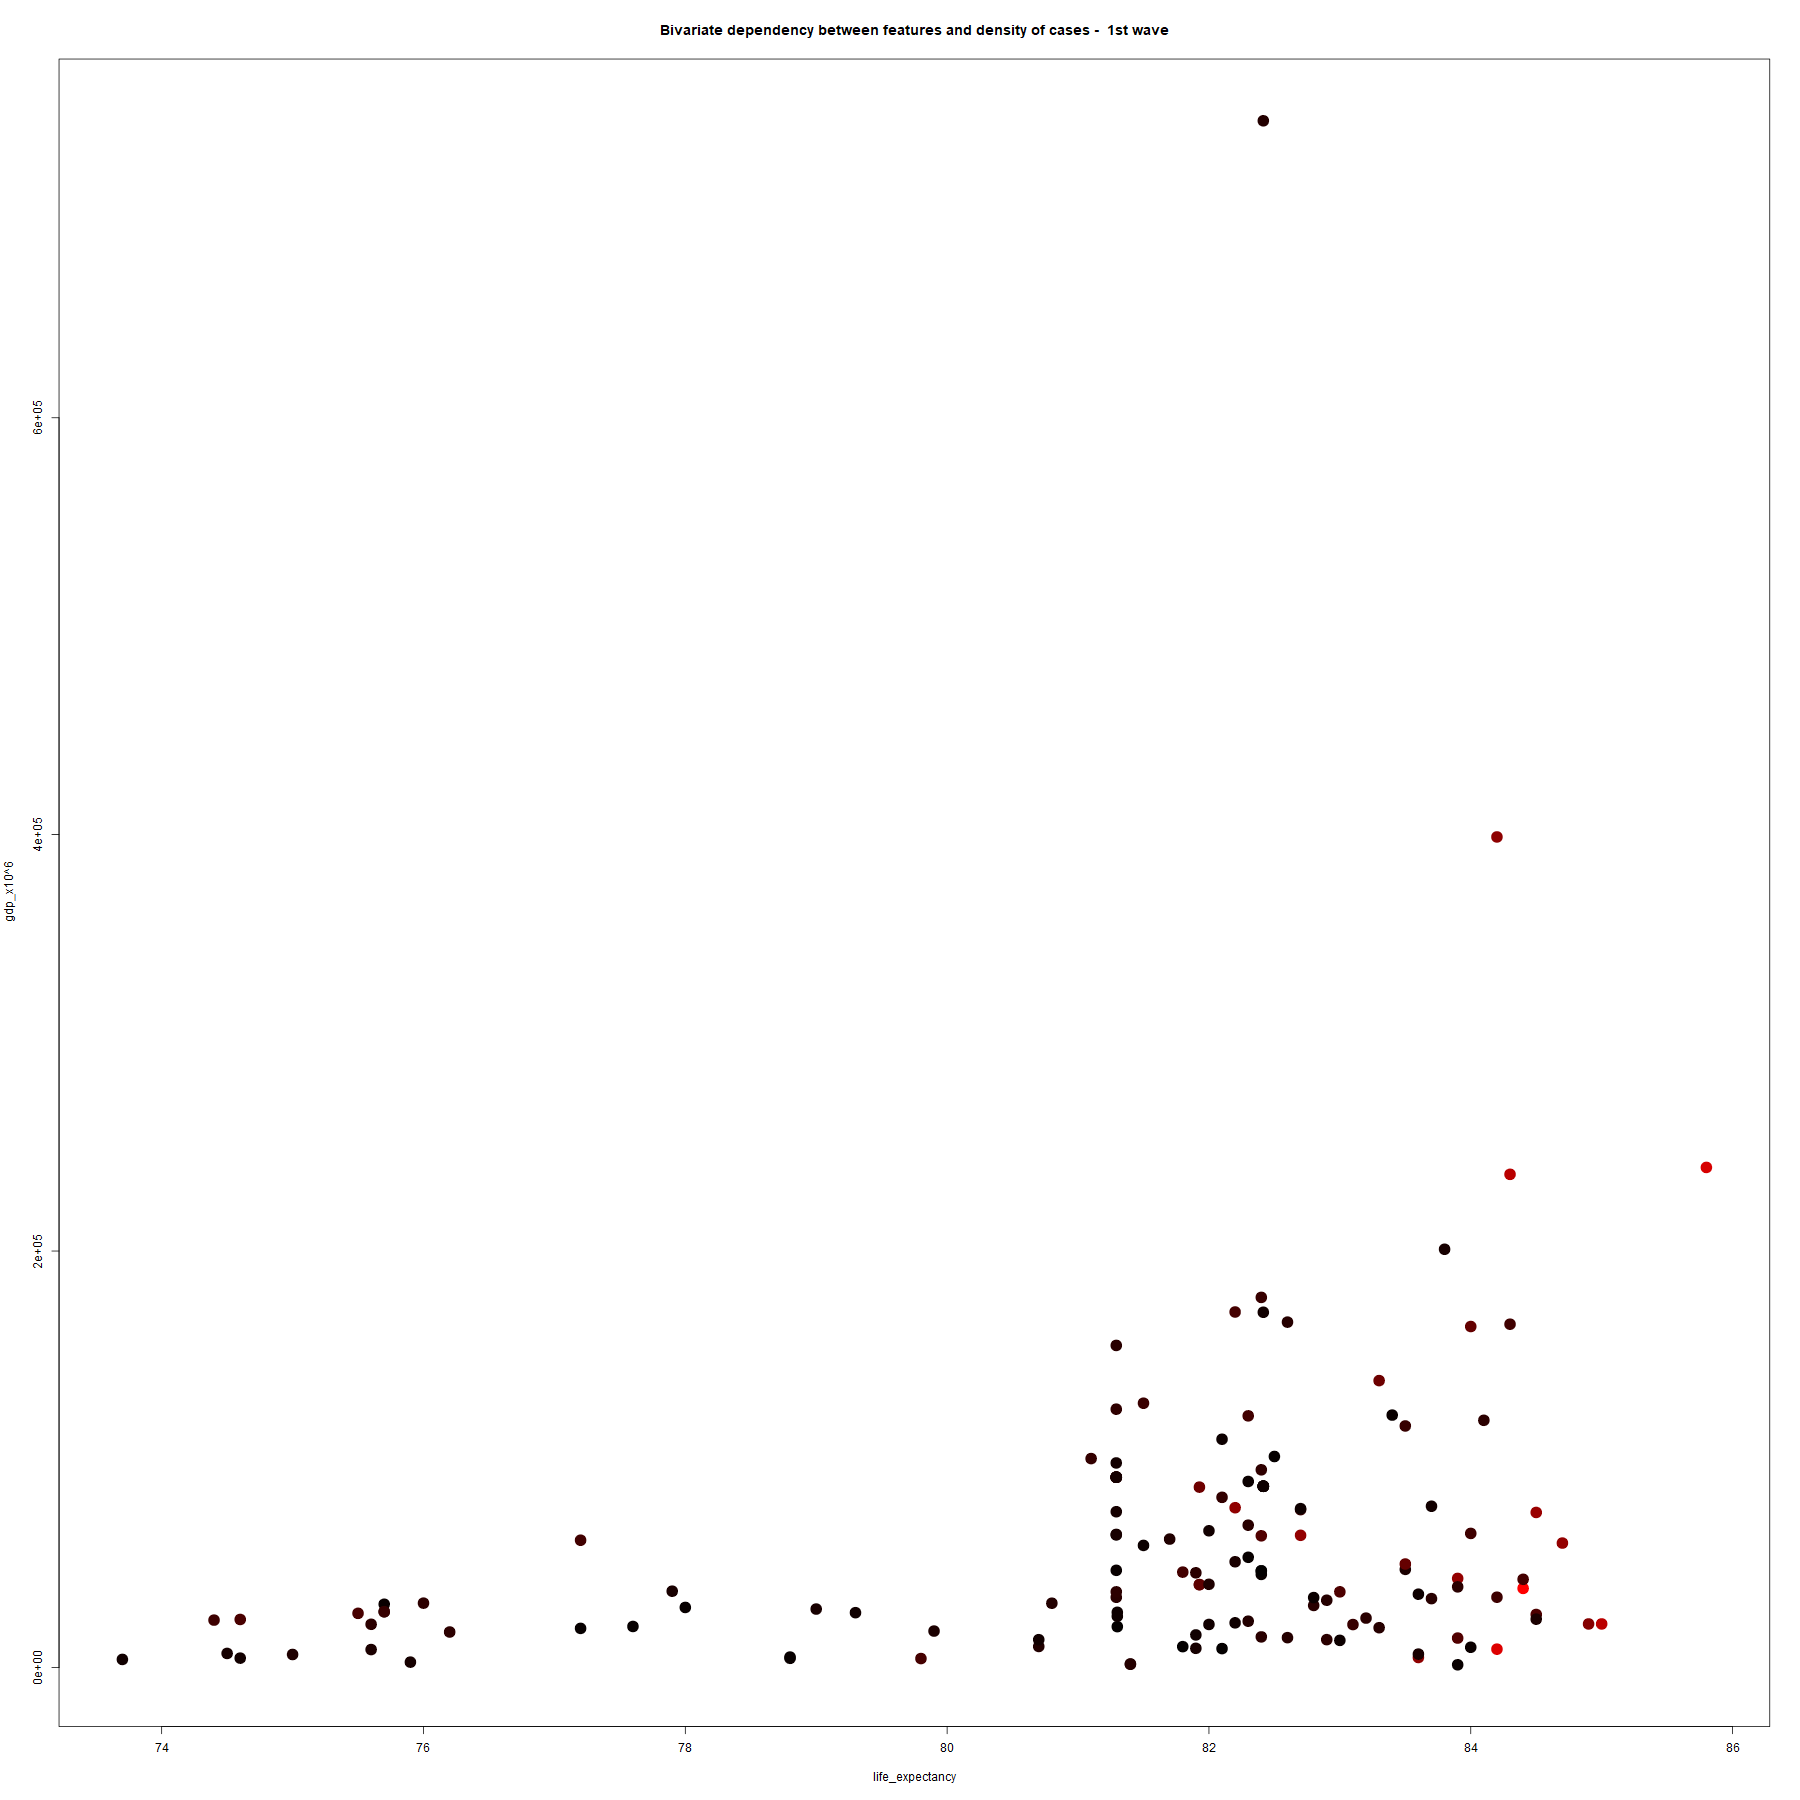 Bivariate dependency between features and density of cases - 1st wave
6e+05
4e+05
gdp_x10^6
2e+05
0e+00
74 76 78 80 82 84 86
life_expectancy